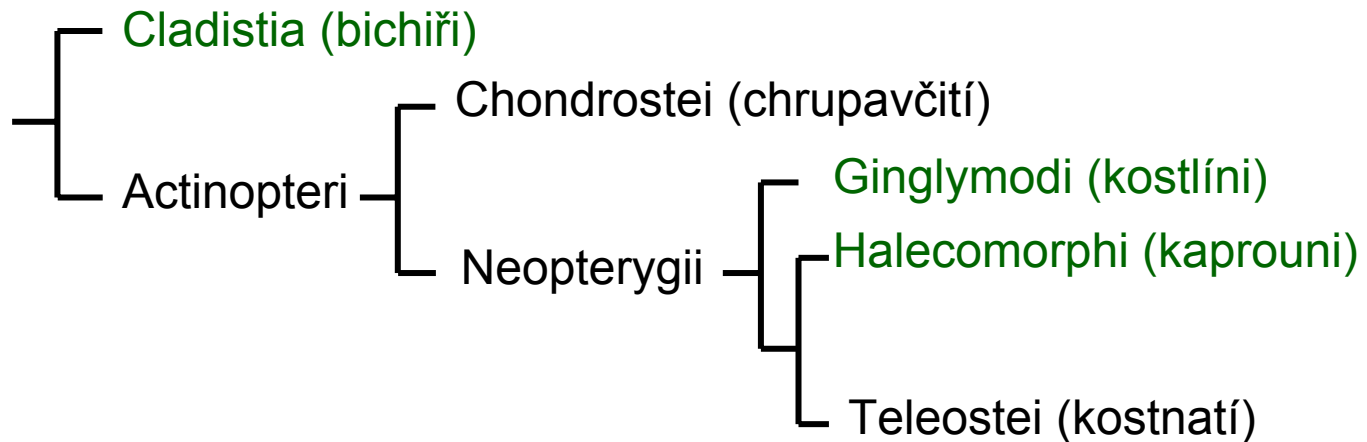 Cladistia (bichiři)
Chondrostei (chrupavčití)
Actinopteri
Ginglymodi (kostlíni)
Halecomorphi (kaprouni)
Neopterygii
Teleostei (kostnatí)